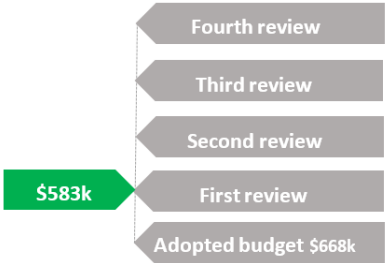 Fourth review
Third review
Second review
$583k
First review
Adopted budget $668k